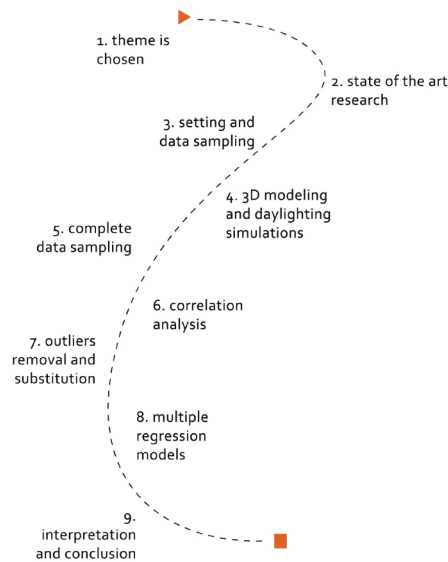 1. theme is
chosen
2. state of the art
research
3. setting and
data sampling
4. 3D modeling
and daylighting
simulations
5. complete
data sampling
6. correlation
analysis
7. outliers
removal and
substitution
8. multiple
regression
models
9.
interpretation
and conclusion